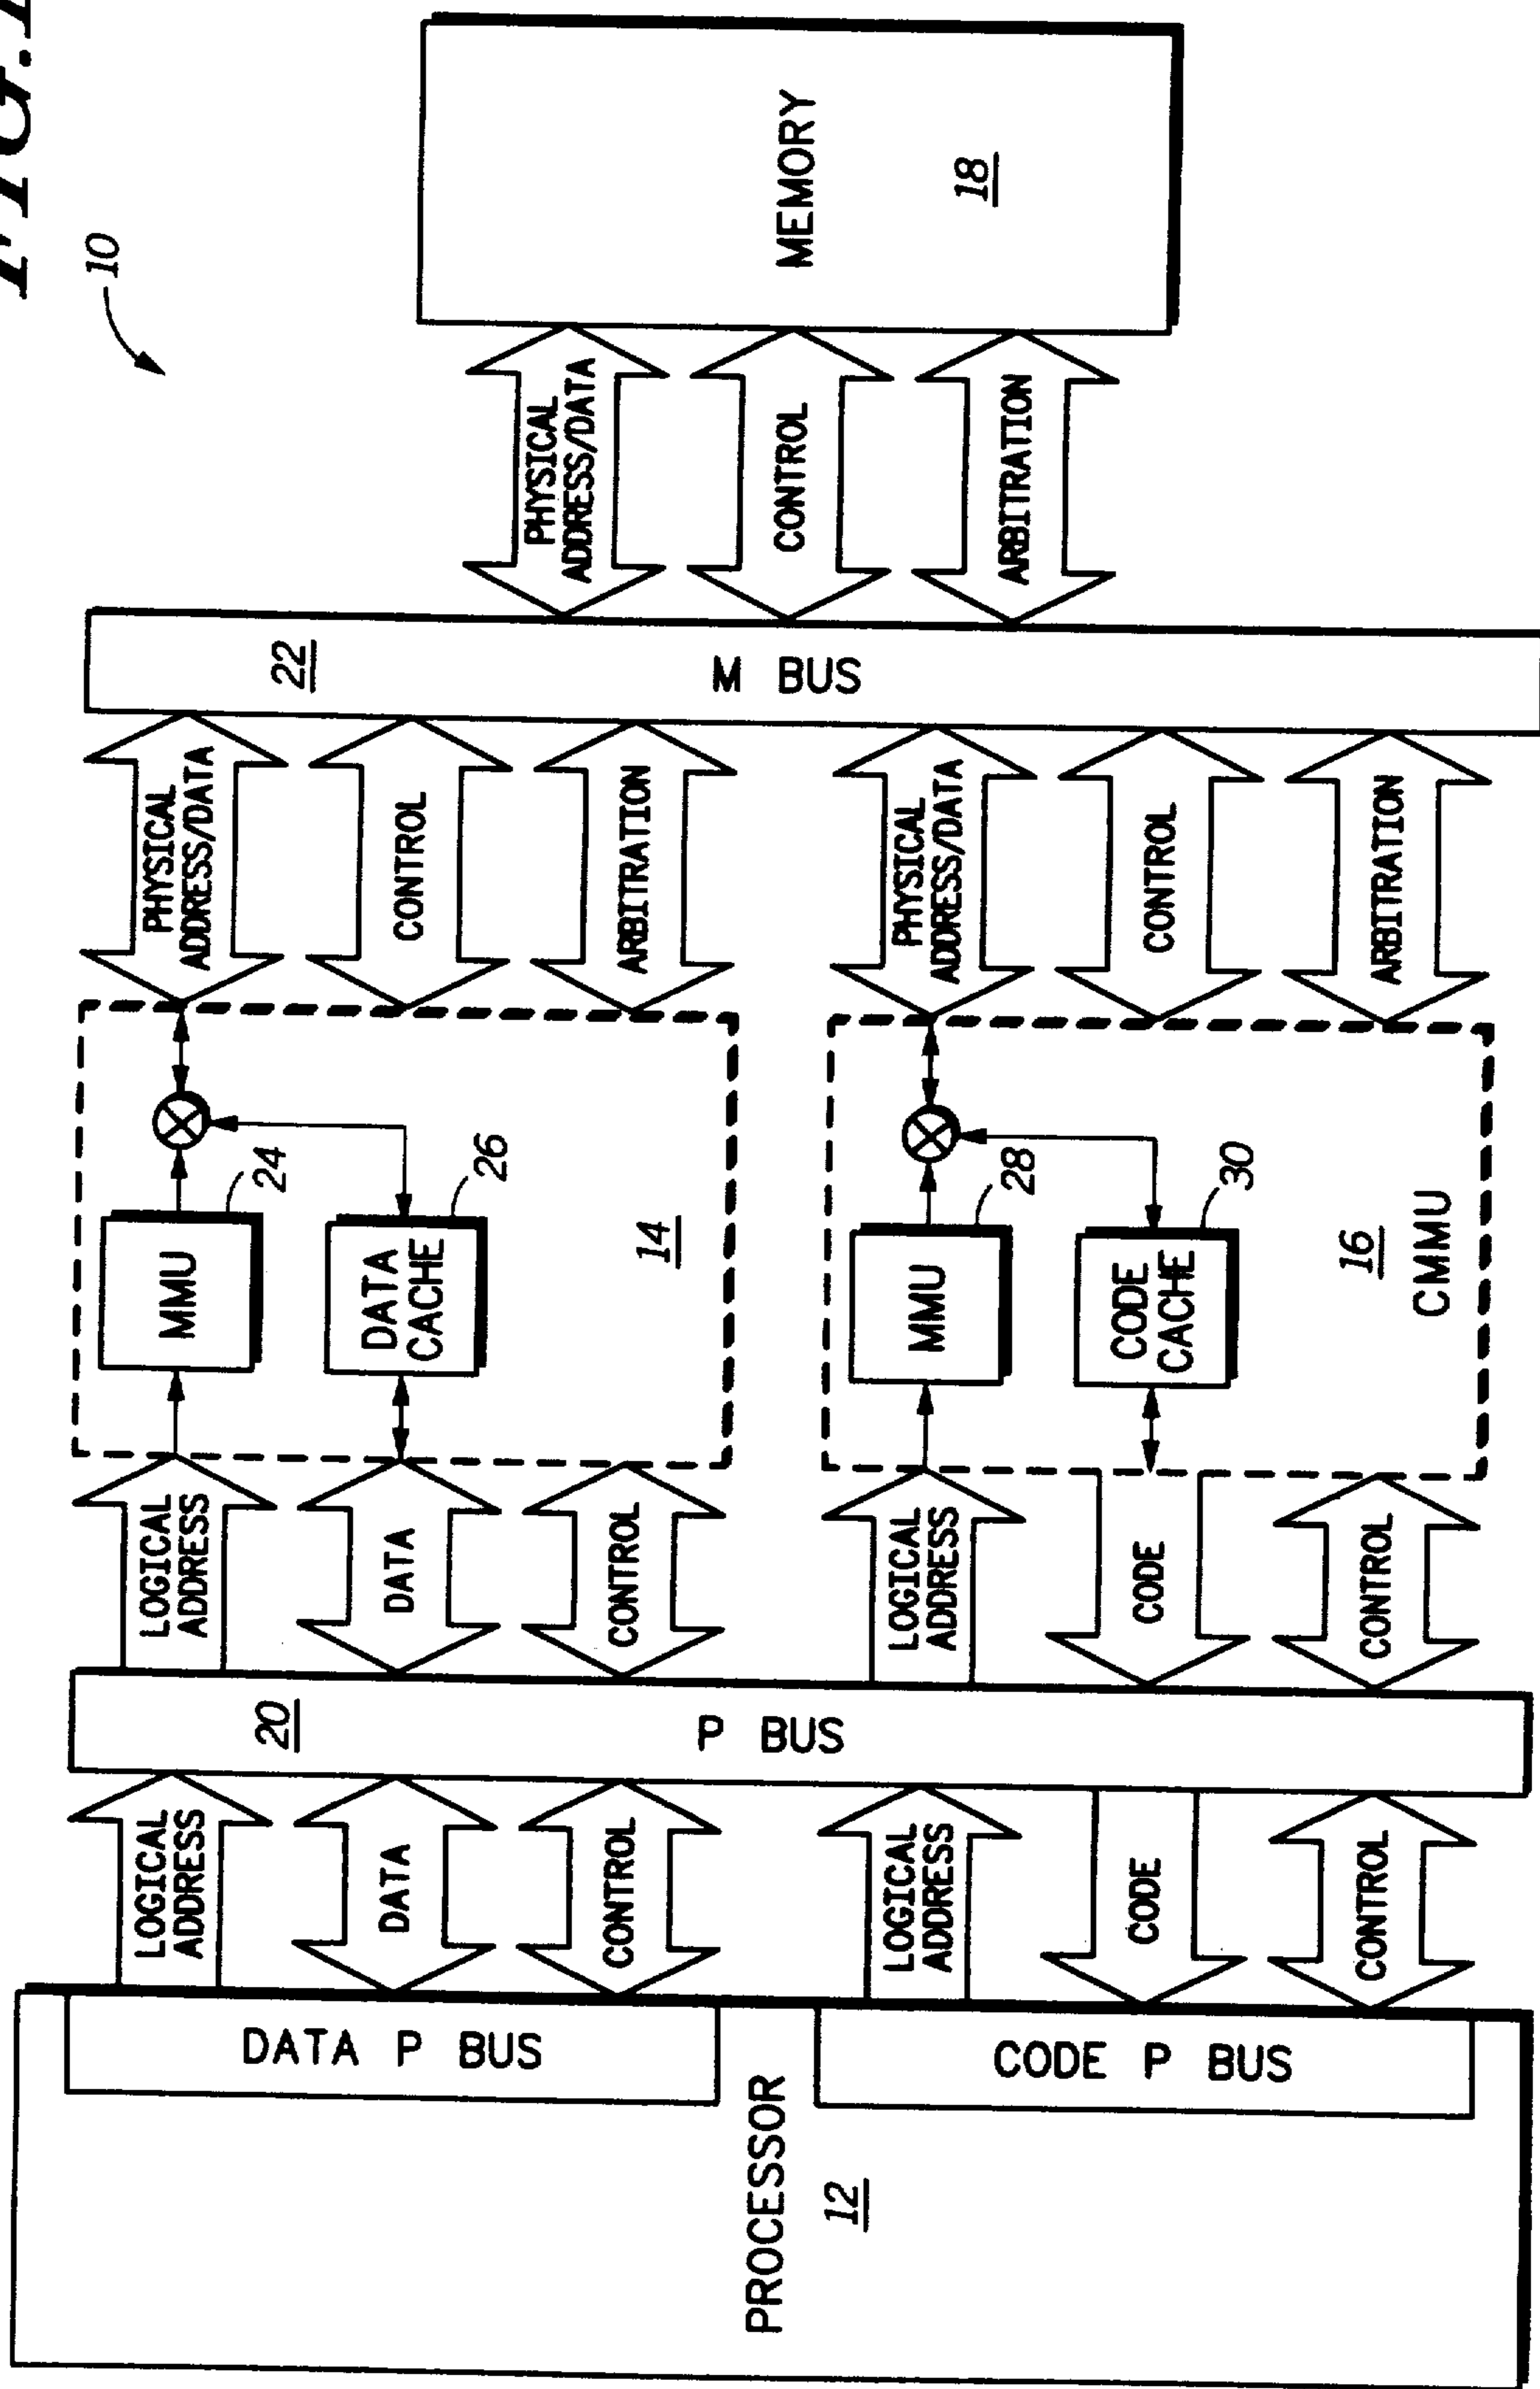 10
PROCESSOR
12
DATA P BUS
CODE P BUS
LOGICAL
ADDRESS
DATA
CONTROL
LOGICAL
ADDRESS
CODE
CONTROL
20
P BUS
LOGICAL
ADDRESS
DATA
CONTROL
LOGICAL
ADDRESS
CODE
CONTROL
MMU
24
DATA
CACHE
26
14
MMU
28
CODE
CACHE
30
16
CMMU
PHYSICAL
ADDRESS/DATA
CONTROL
ARBITRATION
PHYSICAL
ADDRESS/DATA
CONTROL
ARBITRATION
22
M BUS
PHYSICAL
ADDRESS/DATA
CONTROL
ARBITRATION
MEMORY
18